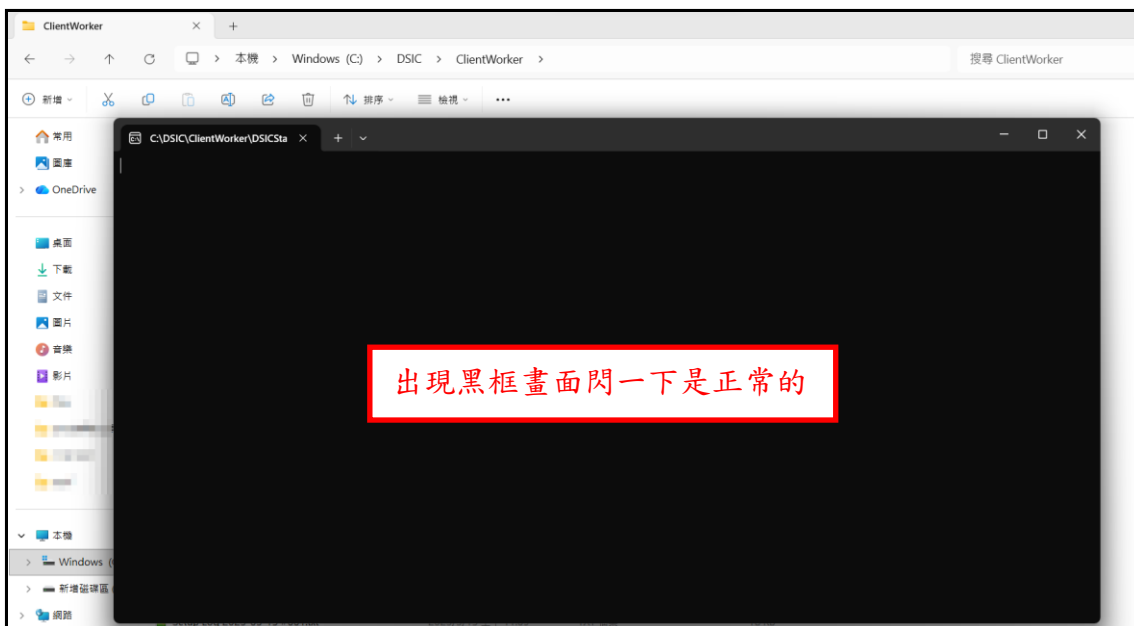 ClientWorker
本機 > Windows (C:) > DSIC > ClientWorker >
搜尋 ClientWorker
新增
排序
檢視
常用
圖庫
OneDrive
桌面
下載
文件
圖片
音樂
影片
本機
Windows (
新增磁碟區
網路
C:\DSIC\ClientWorker\DSICSta
出現黑框畫面閃一下是正常的